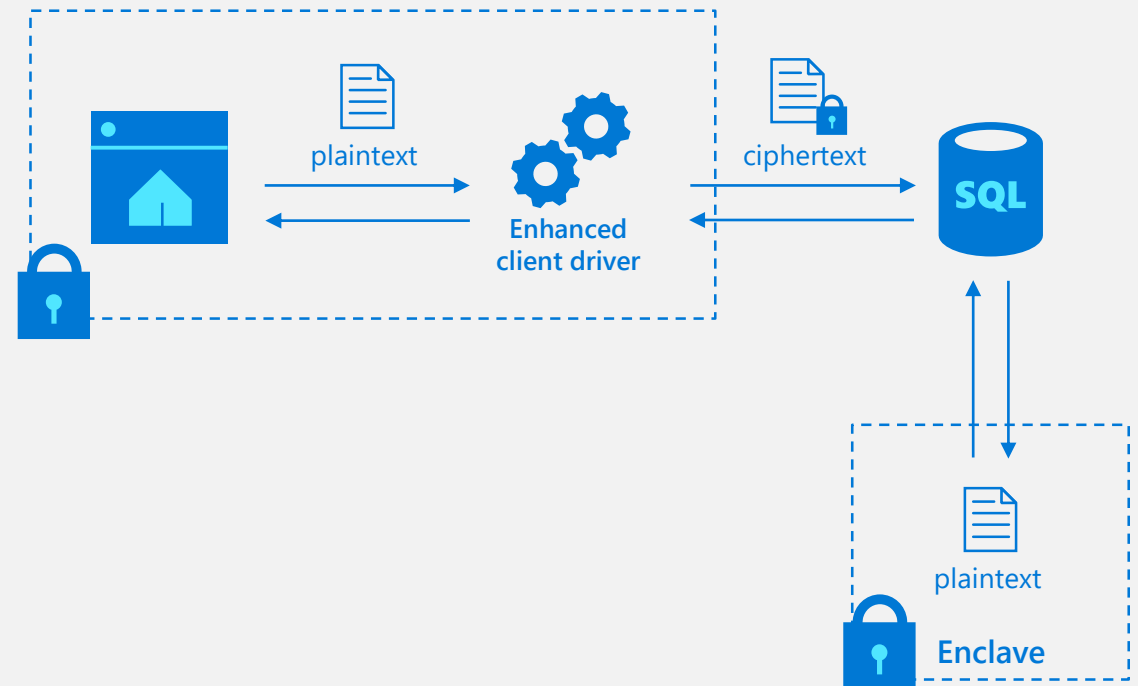 plaintext
ciphertext
SQL
Enhanced
client driver
plaintext
Enclave